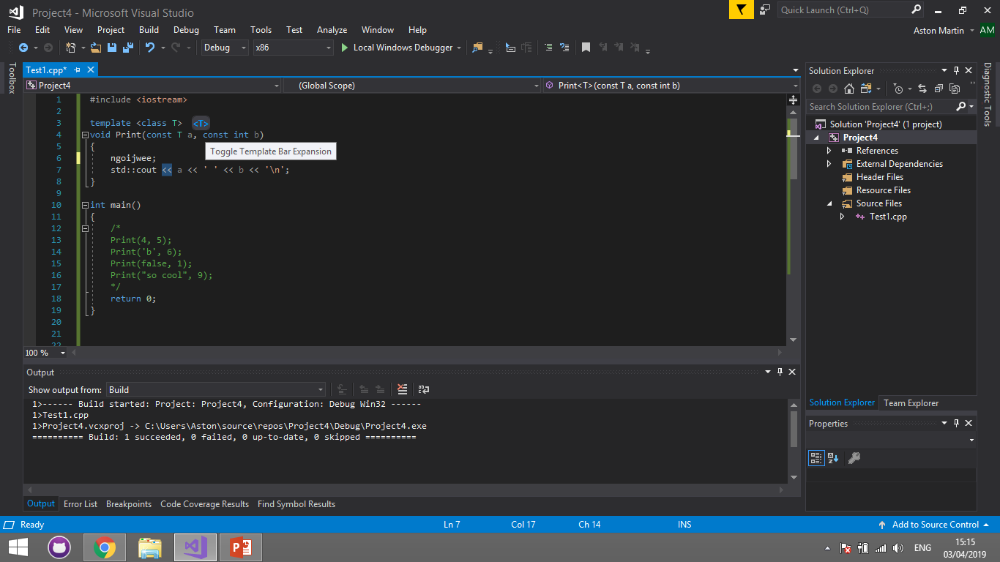 Project4 - Microsoft Visual Studio
Quick Launch (Ctrl+Q)
File Edit View Project Build Debug Team Tools Test Analyze Window Help
Aston Martin AM
Debug x86 Local Windows Debugger
Toolbox
Test1.cpp*
Project4 (Global Scope) Print<T>(const T a, const int b)
1 #include <iostream>
2
3 template <class T> <T>
4 void Print(const T a, const int b)
5 {
Toggle Template Bar Expansion
6 ngoijwee;
7 std::cout << a << ' ' << b << '\n';
8 }
9
10 int main()
11 {
12 /*
13 Print(4, 5);
14 Print('b', 6);
15 Print(false, 1);
16 Print("so cool", 9);
17 */
18 return 0;
19 }
20
21
22
100 %
Output
Show output from: Build
1>------ Build started: Project: Project4, Configuration: Debug Win32 ------
1>Test1.cpp
1>Project4.vcxproj -> C:\Users\Aston\source\repos\Project4\Debug\Project4.exe
========== Build: 1 succeeded, 0 failed, 0 up-to-date, 0 skipped ==========
Output Error List Breakpoints Code Coverage Results Find Symbol Results
Solution Explorer
Search Solution Explorer (Ctrl+;)
Solution 'Project4' (1 project)
Project4
References
External Dependencies
Header Files
Resource Files
Source Files
Test1.cpp
Solution Explorer Team Explorer
Properties
Diagnostic Tools
Ready Ln 7 Col 17 Ch 14 INS Add to Source Control
ENG
15:15
03/04/2019